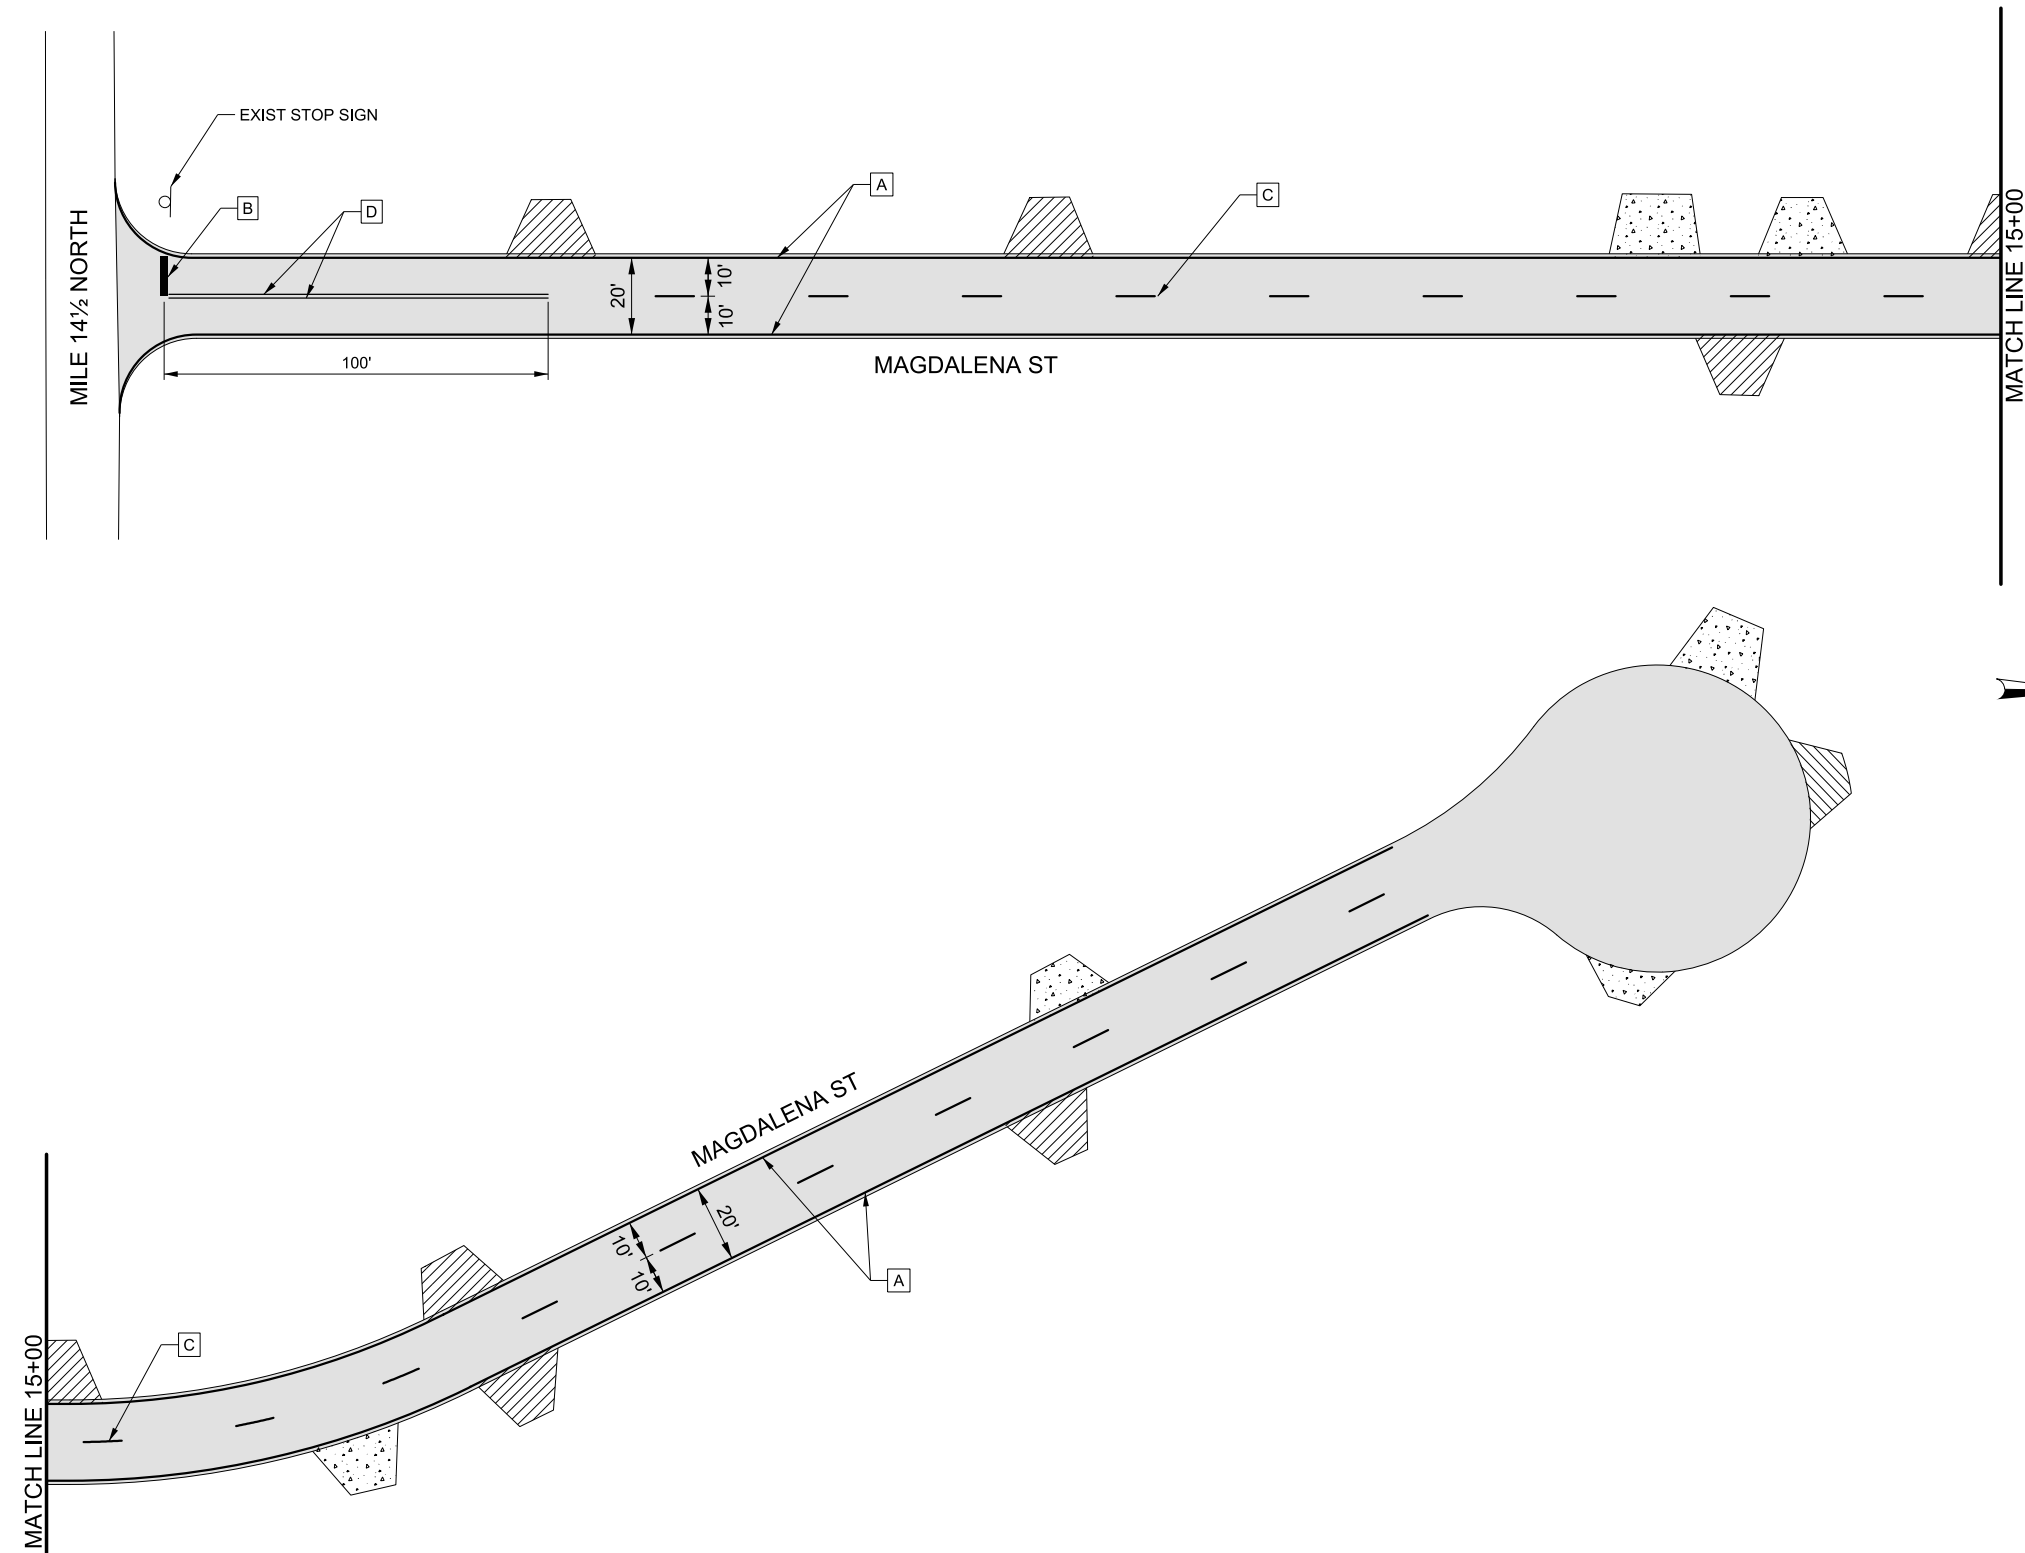 EXIST STOP SIGN
B
D
A
C
MILE 14½ NORTH
20'
10'
10'
100'
MAGDALENA ST
MATCH LINE 15+00
MAGDALENA ST
20'
10'
10'
A
C
MATCH LINE 15+00